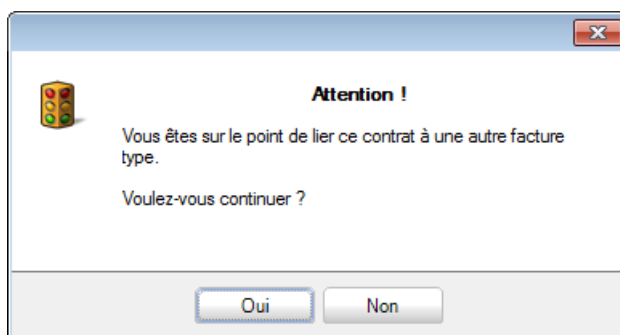 Attention !
Vous êtes sur le point de lier ce contrat à une autre facture
type.
Voulez-vous continuer ?
Oui
Non